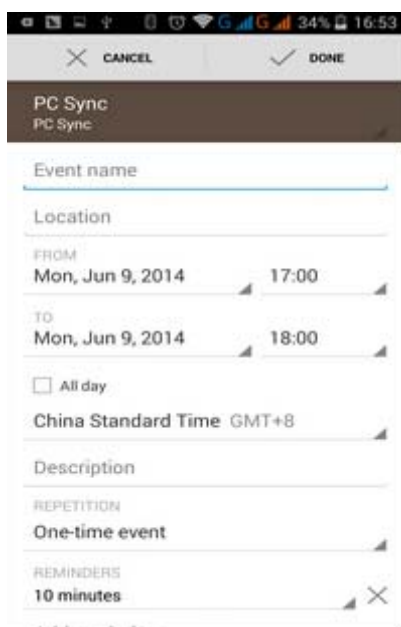 G G 34% 16:53
CANCEL DONE
PC Sync
PC Sync
Event name
Location
FROM
Mon, Jun 9, 2014 17:00
TO
Mon, Jun 9, 2014 18:00
All day
China Standard Time GMT+8
Description
REPETITION
One-time event
REMINDERS
10 minutes